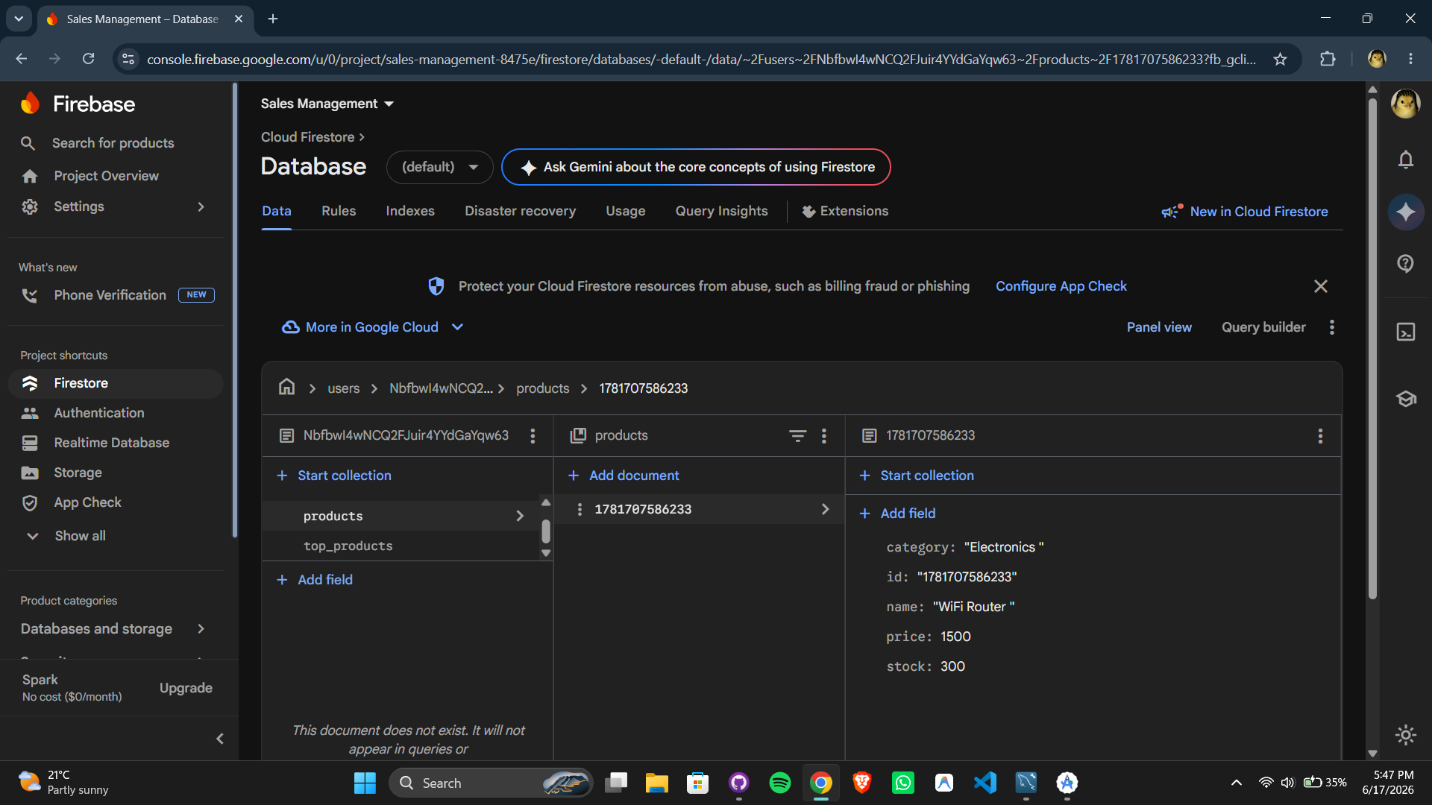 Sales Management – Database
console.firebase.google.com/u/0/project/sales-management-8475e/firestore/databases/-default-/data/~2Fusers~2FNbfbwI4wNCQ2FJuir4YYdGaYqw63~2Fproducts~2F1781707586233?fb_gcli...
Firebase
Search for products
Project Overview
Settings
What's new
Phone Verification NEW
Project shortcuts
Firestore
Authentication
Realtime Database
Storage
App Check
Show all
Product categories
Databases and storage
Spark
No cost ($0/month)
Upgrade
Sales Management
Cloud Firestore
Database
(default)
Ask Gemini about the core concepts of using Firestore
Data Rules Indexes Disaster recovery Usage Query Insights Extensions
New in Cloud Firestore
Protect your Cloud Firestore resources from abuse, such as billing fraud or phishing Configure App Check
More in Google Cloud
Panel view Query builder
users NbfbwI4wNCQ2... products 1781707586233
NbfbwI4wNCQ2FJuir4YYdGaYqw63
Start collection
products
top_products
Add field
This document does not exist. It will not
appear in queries or
products
Add document
1781707586233
1781707586233
Start collection
Add field
category: "Electronics "
id: "1781707586233"
name: "WiFi Router "
price: 1500
stock: 300
21°C
Partly sunny
Search
35%
5:47 PM
6/17/2026